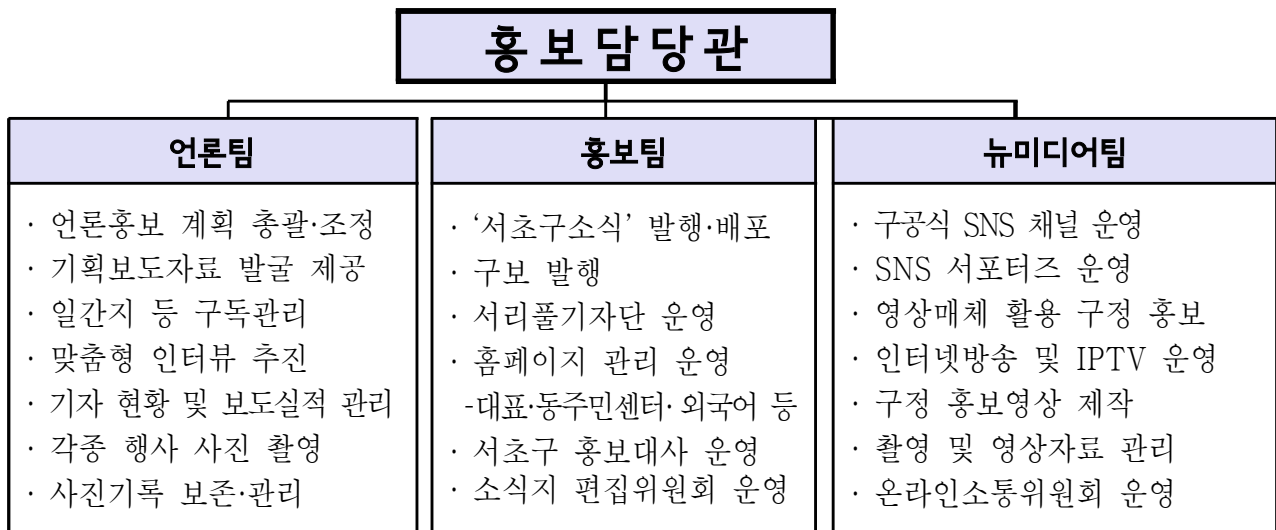 홍보담당관
언론팀
· 언론홍보 계획 총괄·조정
· 기획보도자료 발굴 제공
· 일간지 등 구독관리
· 맞춤형 인터뷰 추진
· 기자 현황 및 보도실적 관리
· 각종 행사 사진 촬영
· 사진기록 보존·관리
홍보팀
· ‘서초구소식’ 발행·배포
· 구보 발행
· 서리풀기자단 운영
· 홈페이지 관리 운영
-대표·동주민센터·외국어 등
· 서초구 홍보대사 운영
· 소식지 편집위원회 운영
뉴미디어팀
· 구공식 SNS 채널 운영
· SNS 서포터즈 운영
· 영상매체 활용 구정 홍보
· 인터넷방송 및 IPTV 운영
· 구정 홍보영상 제작
· 촬영 및 영상자료 관리
· 온라인소통위원회 운영